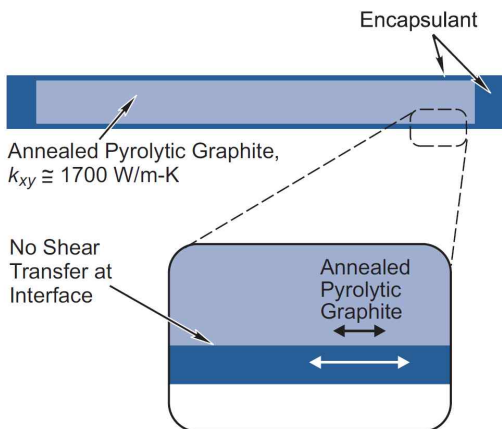 Encapsulant
Annealed Pyrolytic Graphite,
kxy ≅ 1700 W/m-K
No Shear
Transfer at
Interface
Annealed
Pyrolytic
Graphite